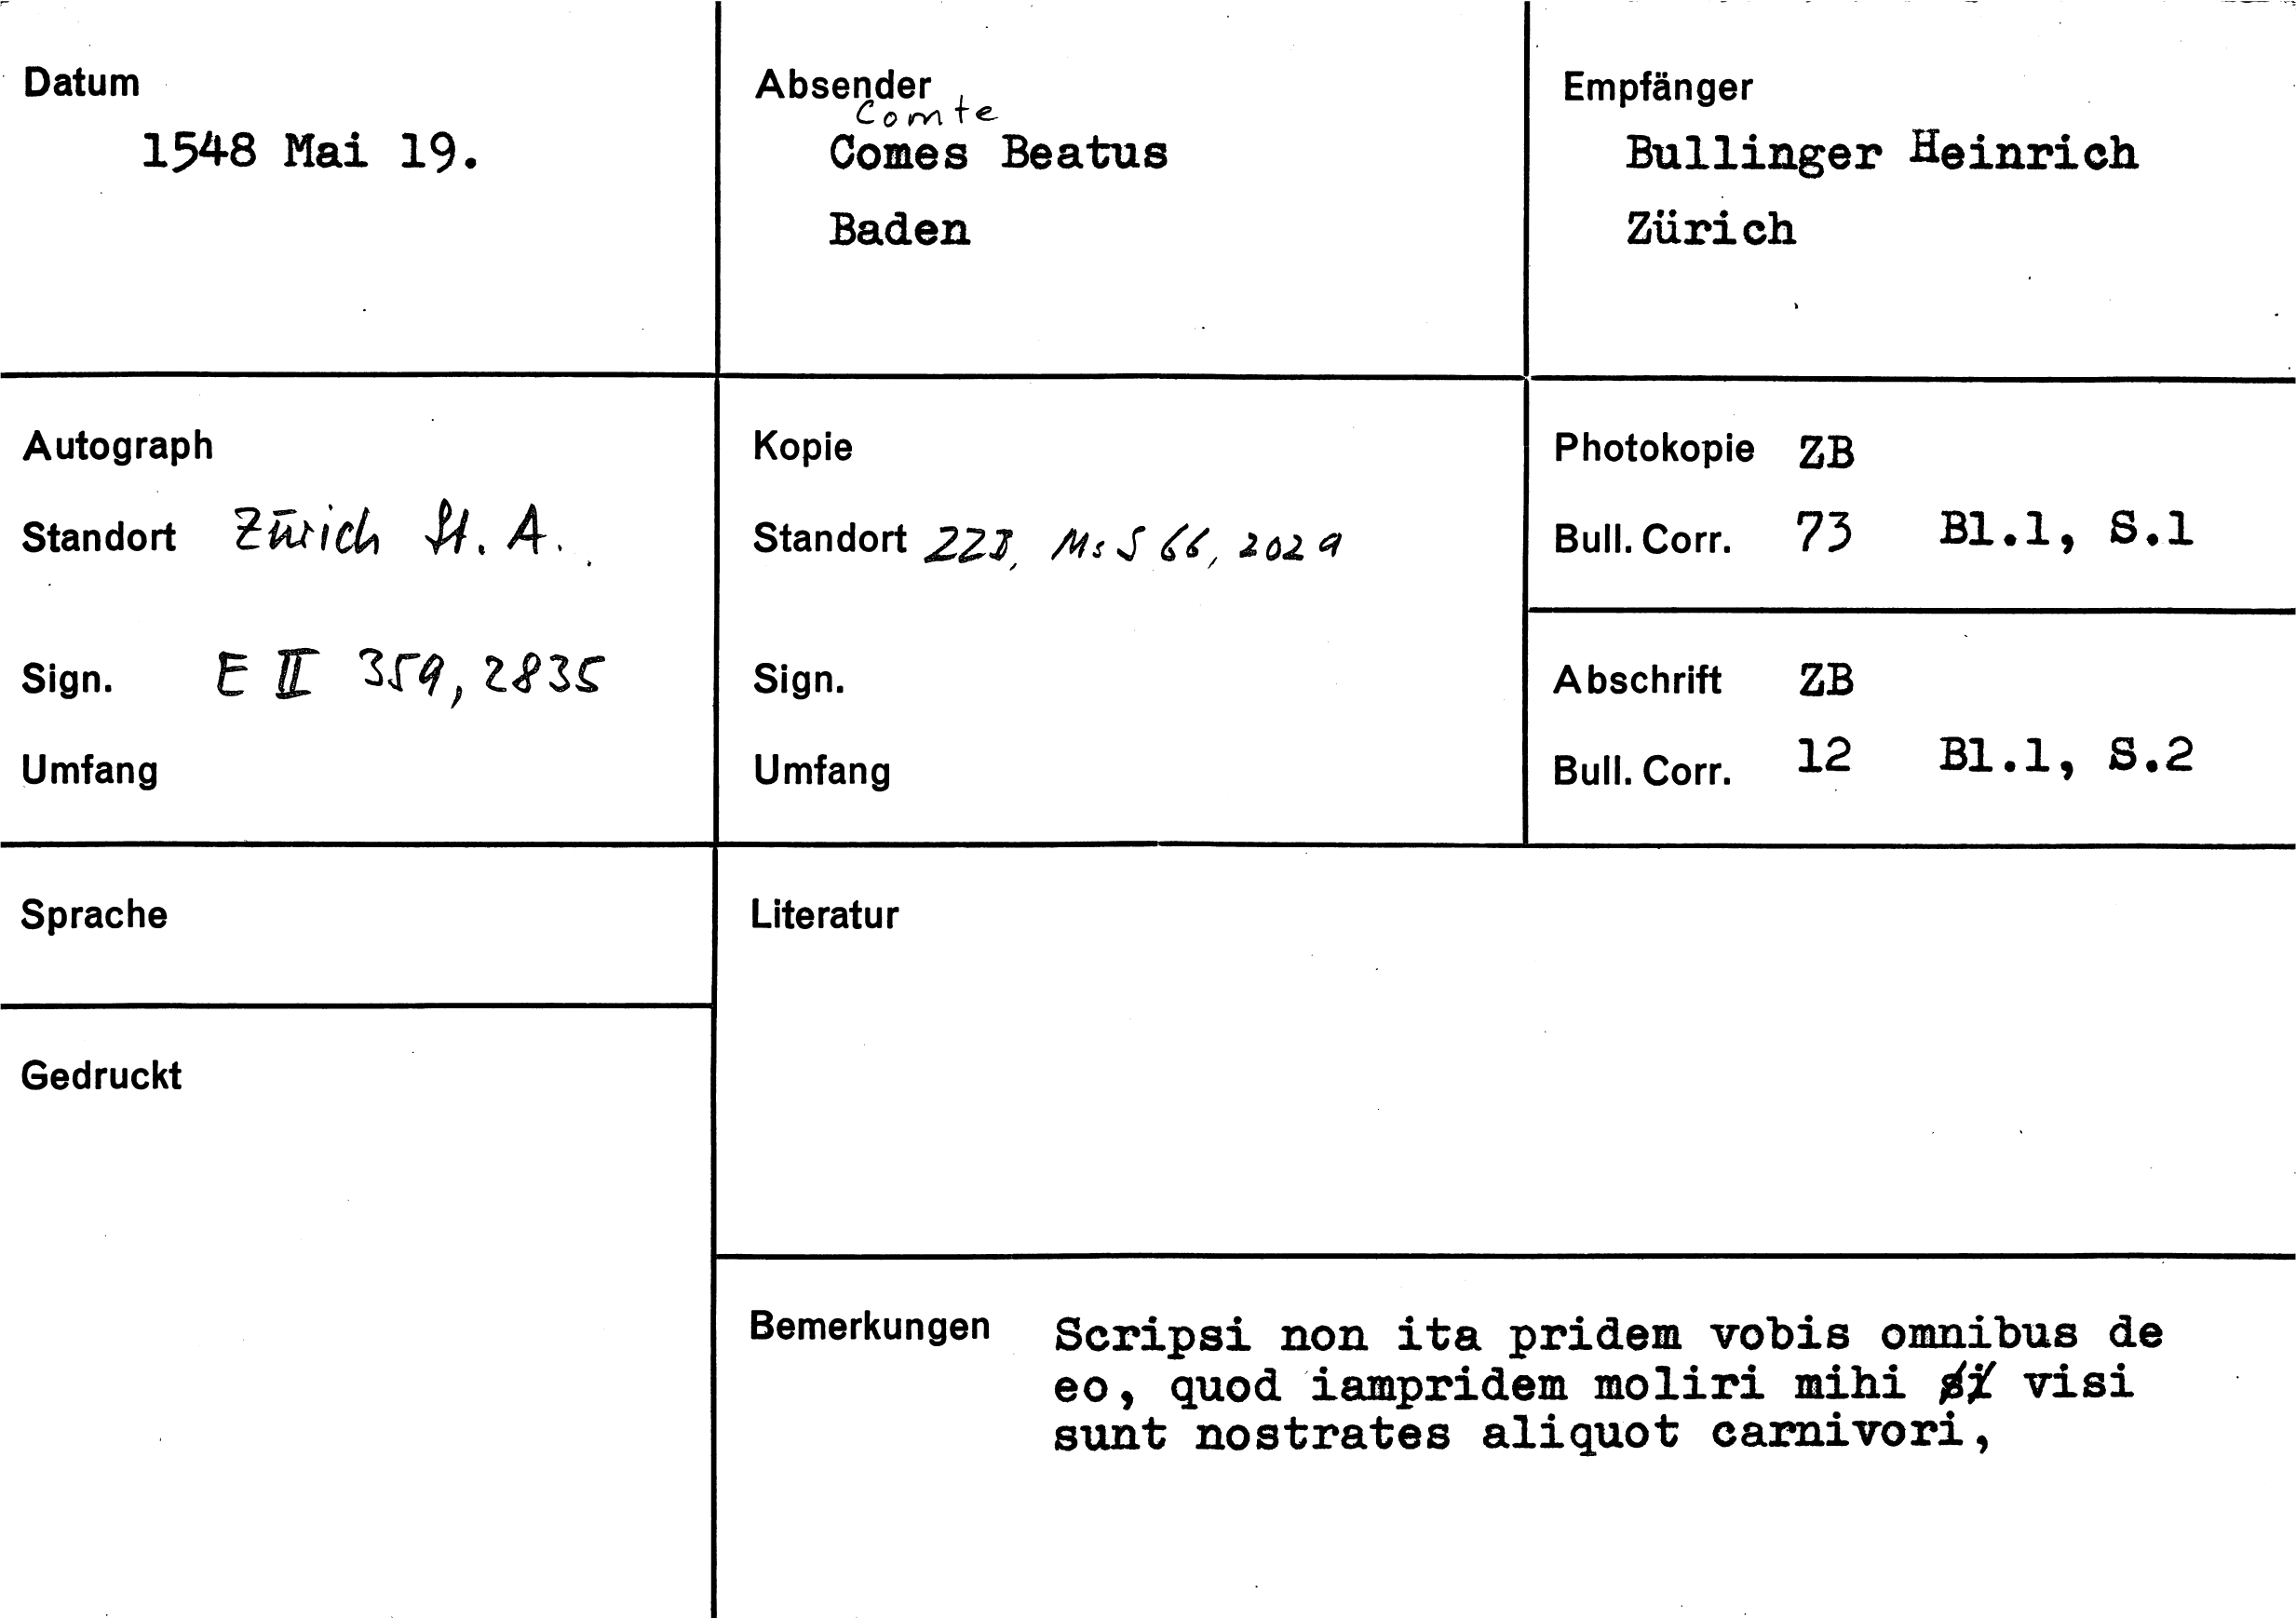 Datum
1548 Mai 19.
Absender
Comte
Comes Beatus
Baden
Empfänger
Bullinger Heinrich
Zürich
Autograph
Standort Zürich St. A.
Sign. E II 359, 2835
Umfang
Kopie
Standort ZZB, Ms S 66, 202a
Sign.
Umfang
Photokopie ZB
Bull. Corr. 73 Bl.1, S.1
Abschrift ZB
Bull. Corr. 12 Bl.1, S.2
Sprache
Gedruckt
Literatur
Bemerkungen Scripsi non ita pridem vobis omnibus de
eo, quod iampridem moliri mihi visi
sunt nostrates aliquot carnivori,